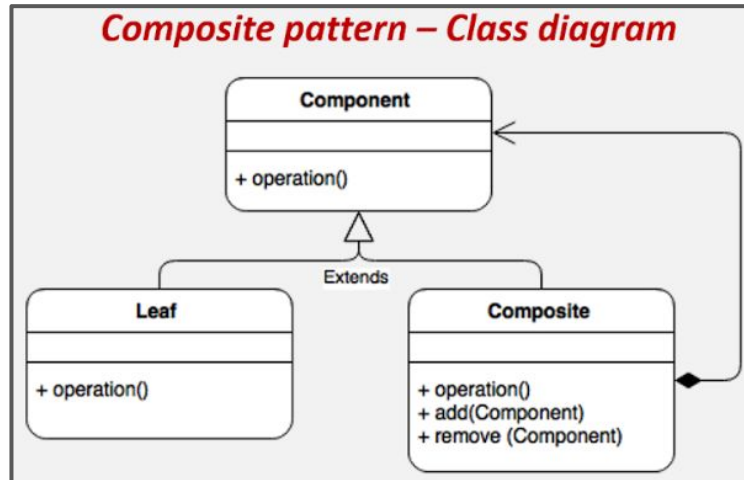 Composite pattern – Class diagram
Component
+ operation()
Extends
Leaf
+ operation()
Composite
+ operation()
+ add(Component)
+ remove (Component)